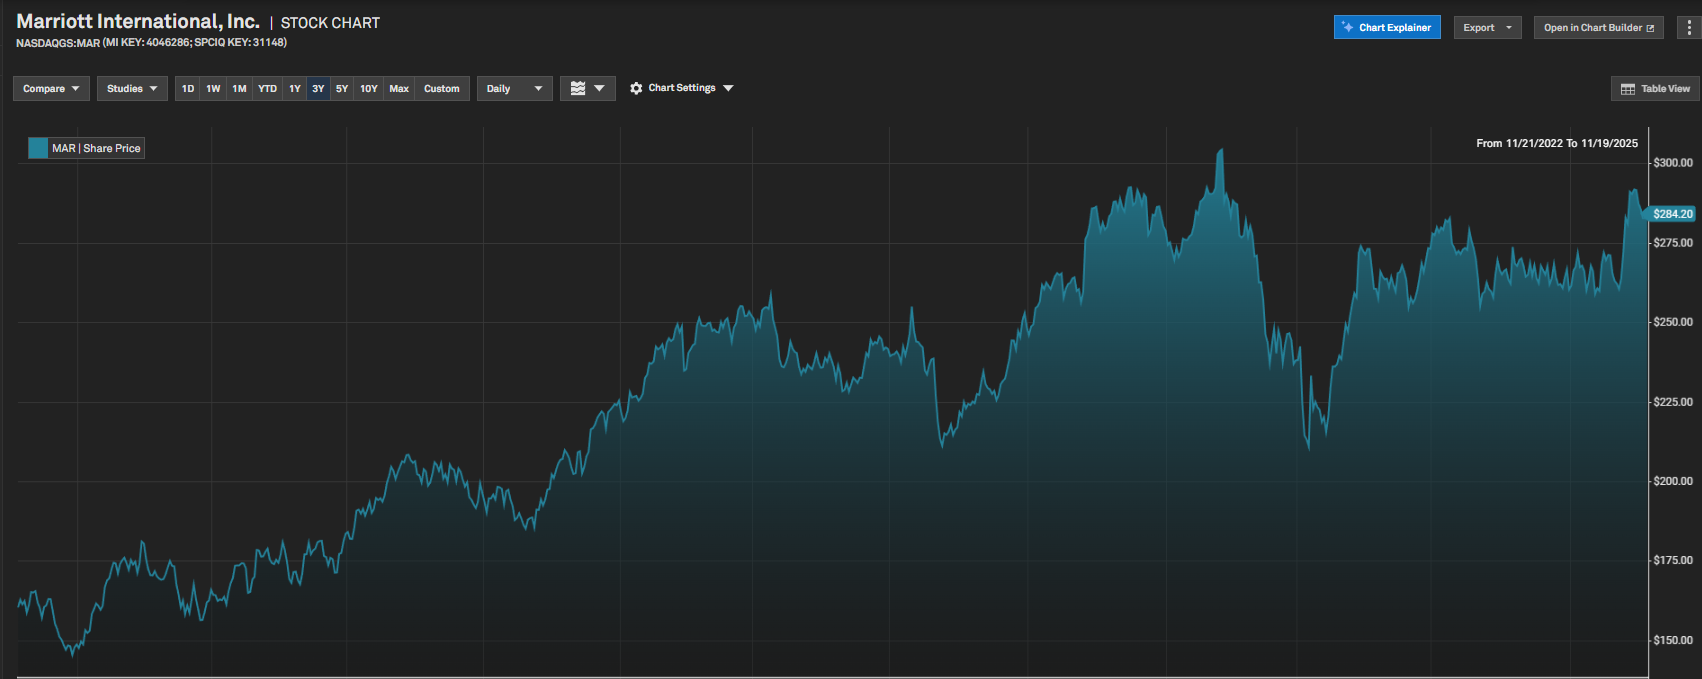 Marriott International, Inc. | STOCK CHART
NASDAQGS:MAR (MI KEY: 4046286; SPCIQ KEY: 31148)
Chart Explainer
Export
Open in Chart Builder
Compare
Studies
1D 1W 1M YTD 1Y 3Y 5Y 10Y Max Custom
Daily
Chart Settings
Table View
MAR | Share Price
From 11/21/2022 To 11/19/2025
$300.00
$284.20
$275.00
$250.00
$225.00
$200.00
$175.00
$150.00